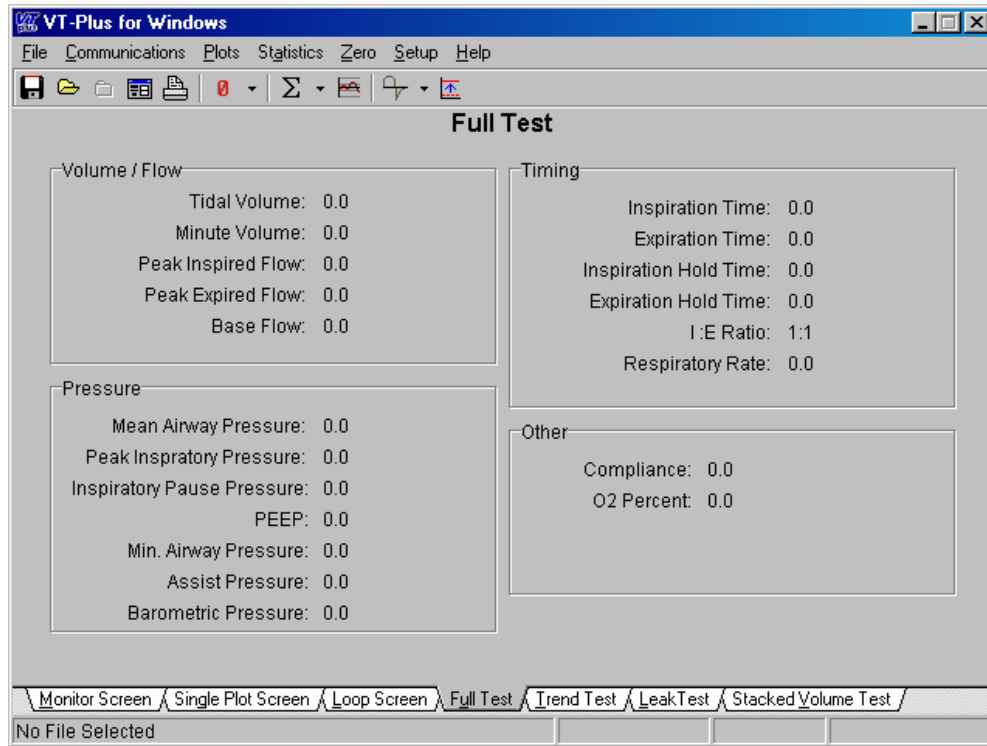 VT-Plus for Windows
File Communications Plots Statistics Zero Setup Help
Full Test
Volume / Flow
Tidal Volume: 0.0
Minute Volume: 0.0
Peak Inspired Flow: 0.0
Peak Expired Flow: 0.0
Base Flow: 0.0
Pressure
Mean Airway Pressure: 0.0
Peak Inspratory Pressure: 0.0
Inspiratory Pause Pressure: 0.0
PEEP: 0.0
Min. Airway Pressure: 0.0
Assist Pressure: 0.0
Barometric Pressure: 0.0
Timing
Inspiration Time: 0.0
Expiration Time: 0.0
Inspiration Hold Time: 0.0
Expiration Hold Time: 0.0
I :E Ratio: 1:1
Respiratory Rate: 0.0
Other
Compliance: 0.0
O2 Percent: 0.0
Monitor Screen Single Plot Screen Loop Screen Full Test Trend Test LeakTest Stacked Volume Test
No File Selected